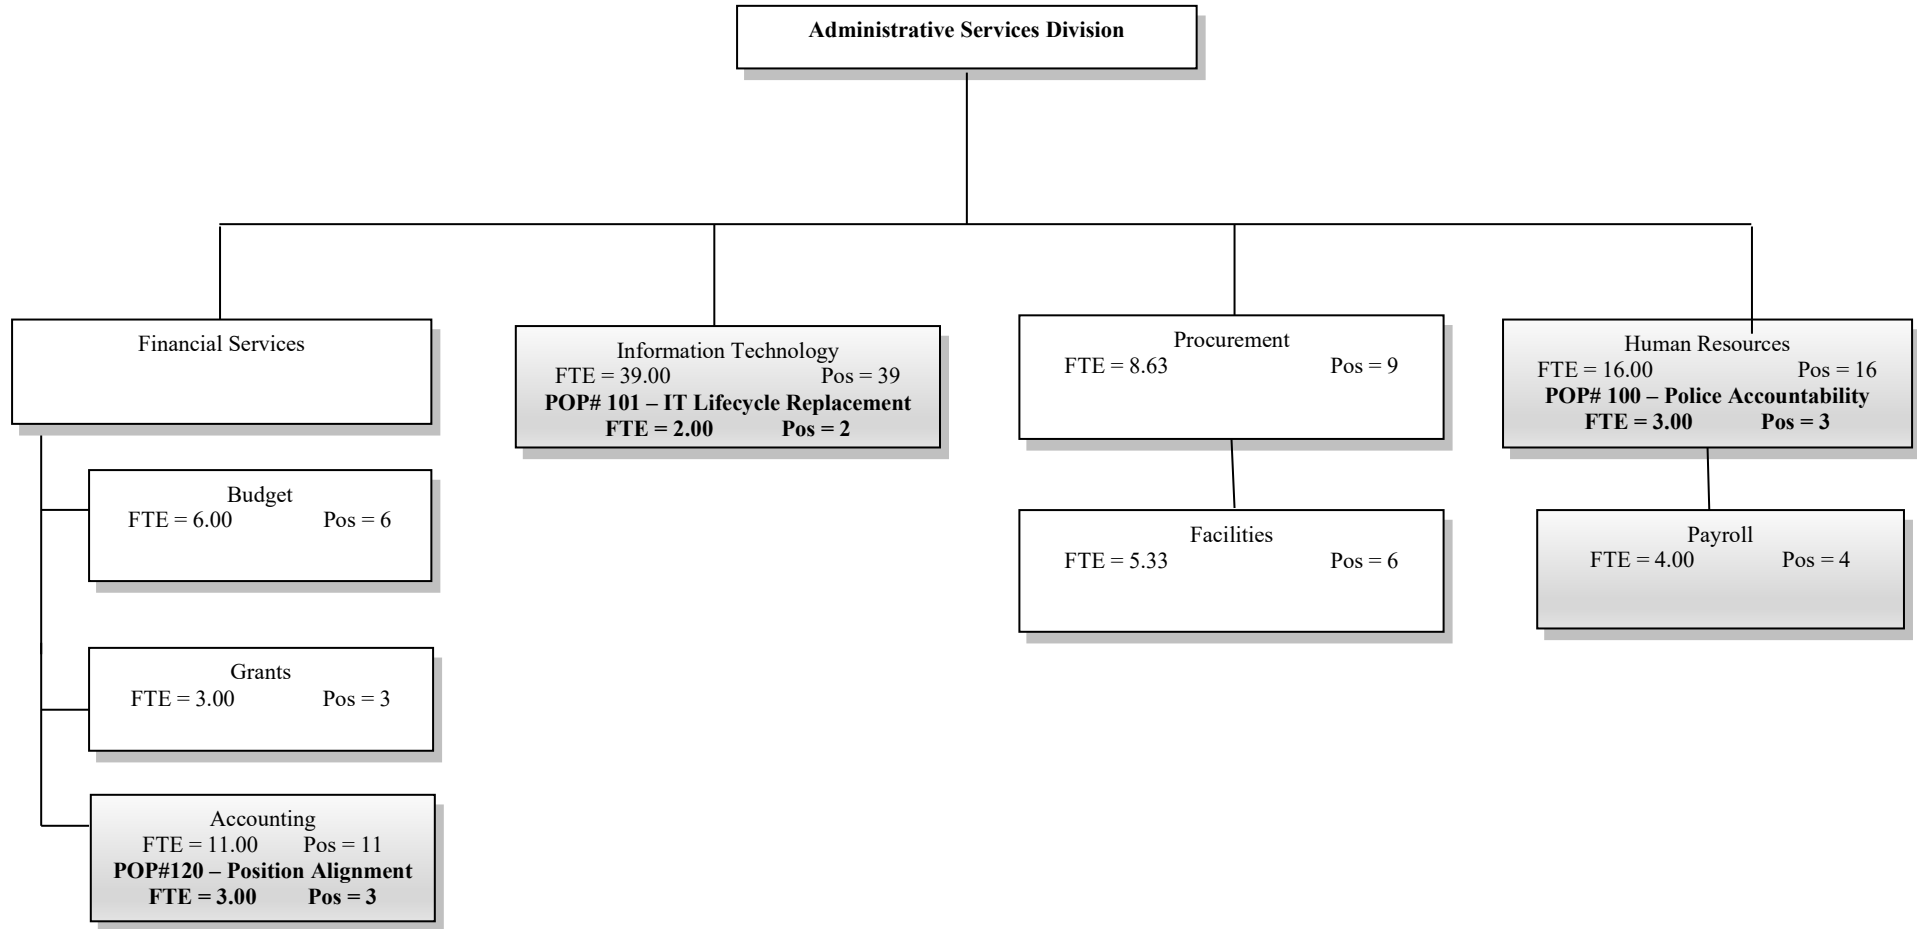 Administrative Services Division
Financial Services
Information Technology
FTE = 39.00 Pos = 39
POP# 101 – IT Lifecycle Replacement
FTE = 2.00 Pos = 2
Procurement
FTE = 8.63 Pos = 9
Human Resources
FTE = 16.00 Pos = 16
POP# 100 – Police Accountability
FTE = 3.00 Pos = 3
Budget
FTE = 6.00 Pos = 6
Facilities
FTE = 5.33 Pos = 6
Payroll
FTE = 4.00 Pos = 4
Grants
FTE = 3.00 Pos = 3
Accounting
FTE = 11.00 Pos = 11
POP#120 – Position Alignment
FTE = 3.00 Pos = 3